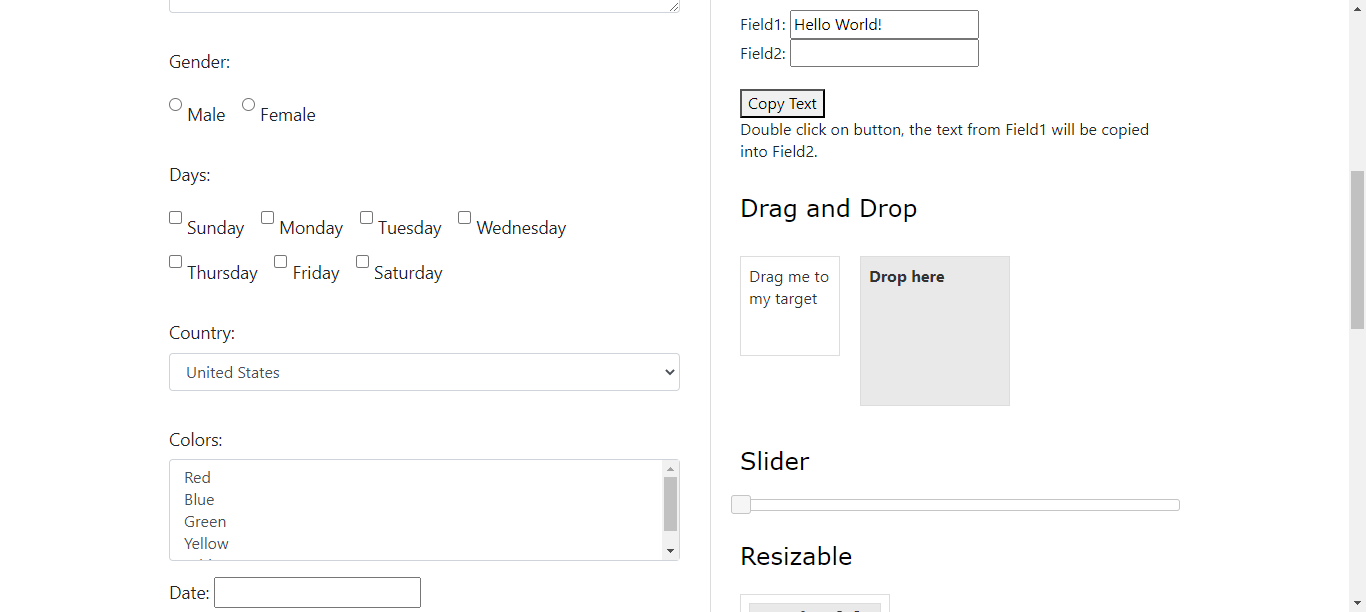 Gender:
Male Female
Days:
Sunday Monday Tuesday Wednesday
Thursday Friday Saturday
Country:
United States
Colors:
Red
Blue
Green
Yellow
Date:
Field1: Hello World!
Field2:
Copy Text
Double click on button, the text from Field1 will be copied
into Field2.
Drag and Drop
Drag me to
my target
Drop here
Slider
Resizable